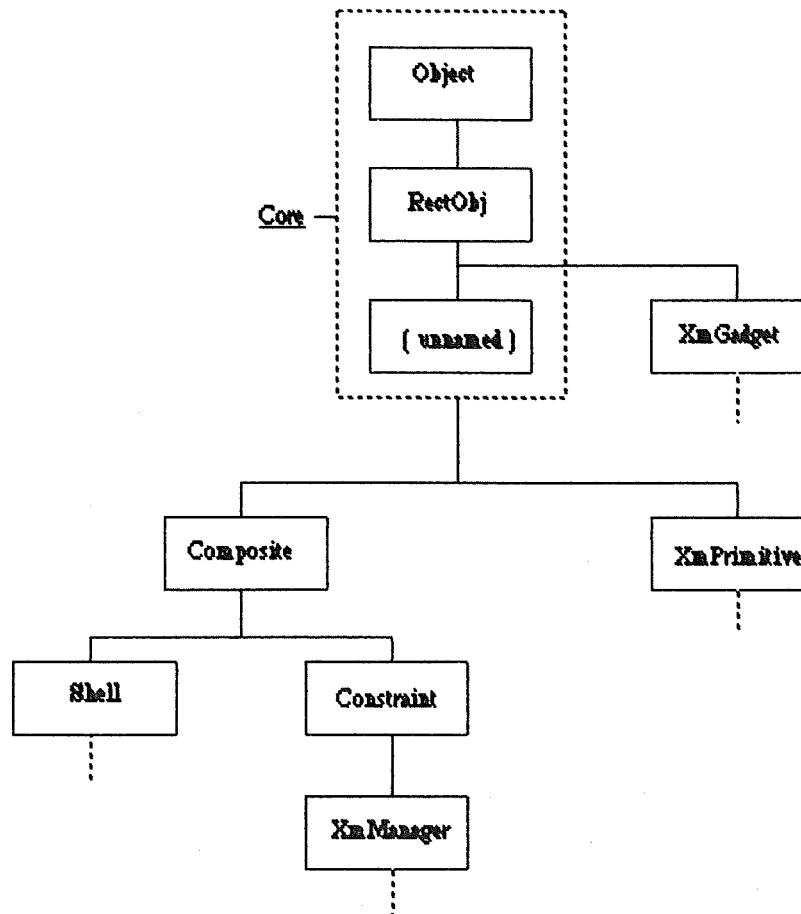 Object
RectObj
Core
( unnamed )
XmGadget
Composite
XmPrimitive
Shell
Constraint
XmManager